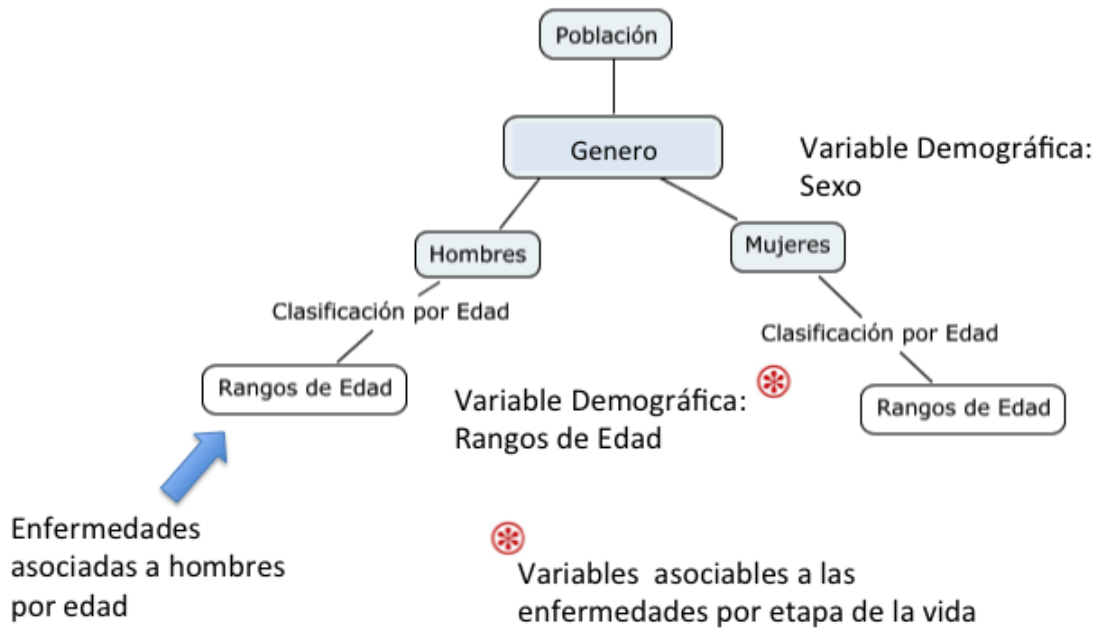 Población
Genero
Variable Demográfica:
Sexo
Hombres
Mujeres
Clasificación por Edad
Clasificación por Edad
Rangos de Edad
Variable Demográfica:
Rangos de Edad
Rangos de Edad
Enfermedades
asociadas a hombres
por edad
Variables asociables a las
enfermedades por etapa de la vida